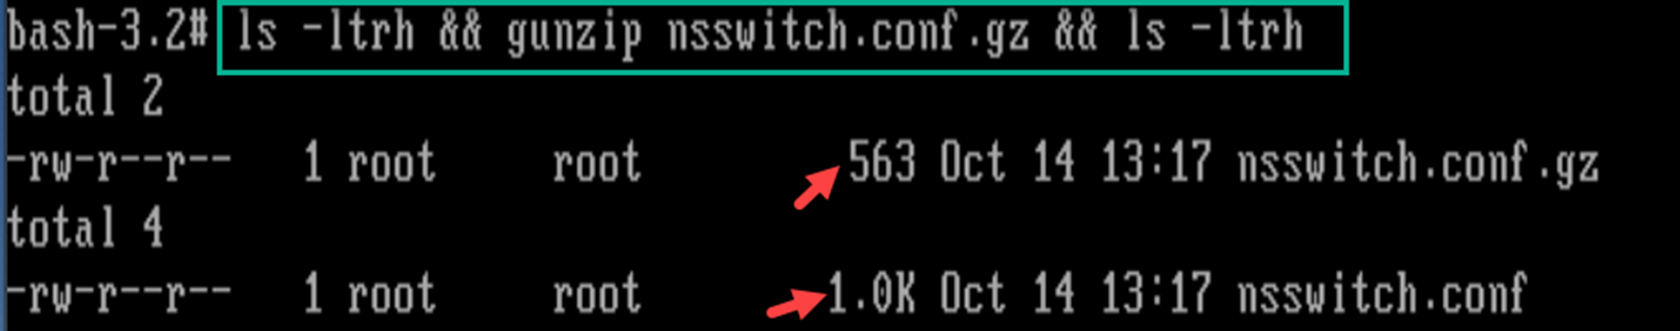 bash-3.2# ls -ltrh && gunzip nsswitch.conf.gz && ls -ltrh
total 2
-rw-r--r--   1 root     root         563 Oct 14 13:17 nsswitch.conf.gz
total 4
-rw-r--r--   1 root     root        1.0K Oct 14 13:17 nsswitch.conf